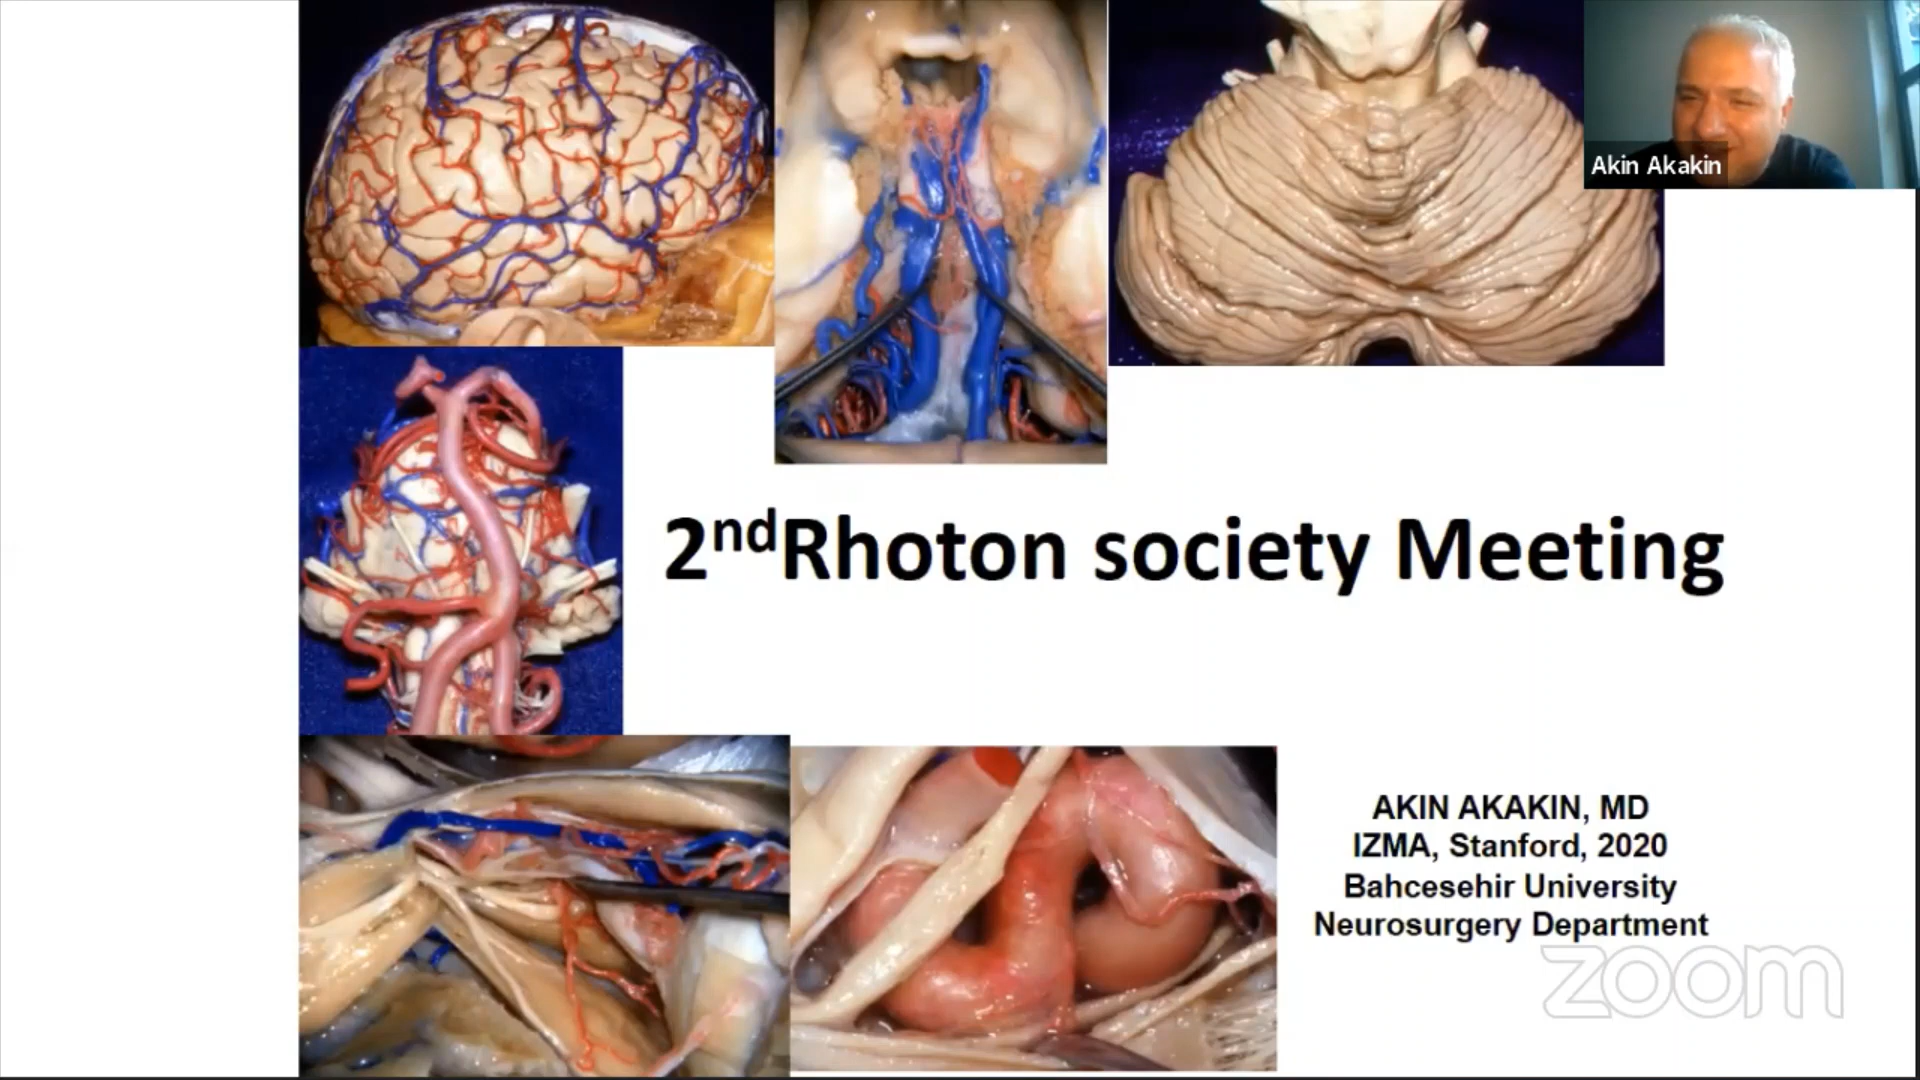 Akin Akakin
2ndRhoton society Meeting
AKIN AKAKIN, MD
IZMA, Stanford, 2020
Bahcesehir University
Neurosurgery Department
zoom